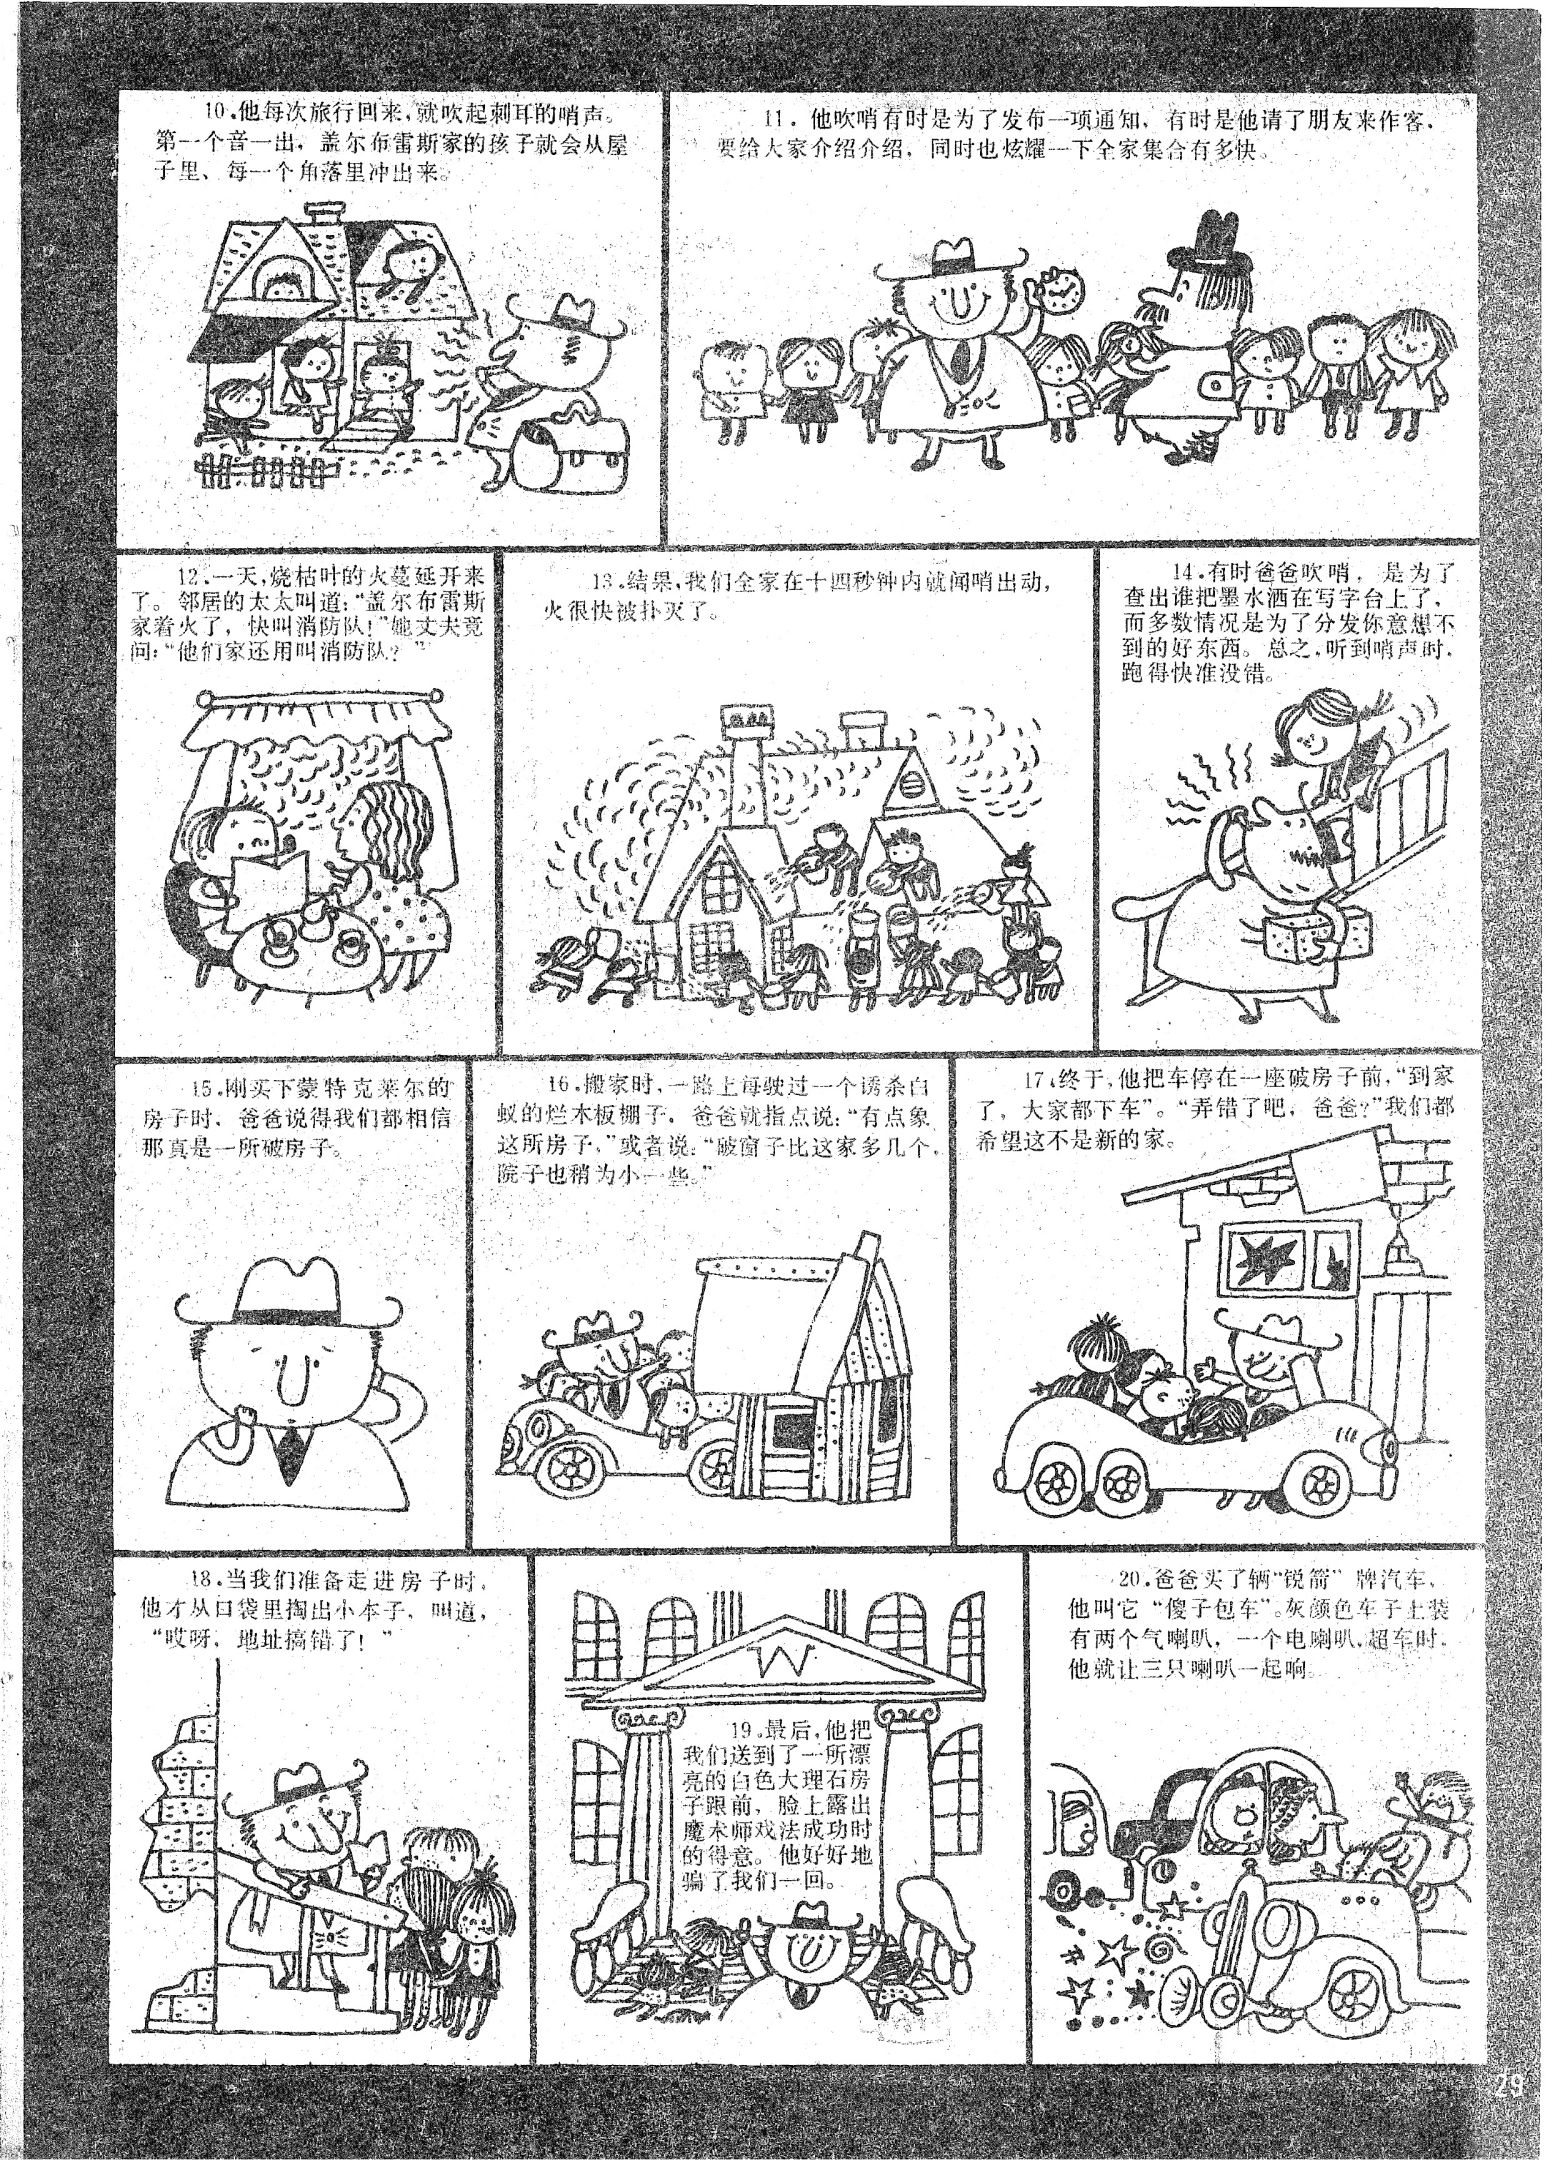 10.他每次旅行回来,就吹起刺耳的哨声。
第一个音一出，盖尔布雷斯家的孩子就会从屋
子里、每一个角落里冲出来。
11．他吹哨有时是为了发布一项通知，有时是他请了朋友来作客，
要给大家介绍介绍，同时也炫耀一下全家集合有多快。
12.一天,烧枯叶的火蔓延开来
了。邻居的太太叫道:“盖尔布雷斯
家着火了，快叫消防队!”她丈夫竟
问:“他们家还用叫消防队？”
13.结果,我们全家在十四秒钟内就闻哨出动,
火很快被扑灭了。
14.有时爸爸吹哨，是为了
查出谁把墨水洒在写字台上了，
而多数情况是为了分发你意想不
到的好东西。总之,听到哨声时,
跑得快准没错。
15.刚买下蒙特克莱尔的
房子时，爸爸说得我们都相信
那真是一所破房子。
16.搬家时,一路上每驶过一个诱杀白
蚁的烂木板棚子，爸爸就指点说:“有点象
这所房子,”或者说:“破窗子比这家多几个,
院子也稍为小一些。”
17.终于,他把车停在一座破房子前,“到家
了，大家都下车”。“弄错了吧，爸爸?”我们都
希望这不是新的家。
18.当我们准备走进房子时,
他才从口袋里掏出小本子，叫道,
“哎呀，地址搞错了!”
W
19.最后,他把
我们送到了一所漂
亮的白色大理石房
子跟前，脸上露出
魔术师戏法成功时
的得意。他好好地
骗了我们一回。
20.爸爸买了辆“锐箭”牌汽车,
他叫它“傻子包车”。灰颜色车子上装
有两个气喇叭，一个电喇叭,超车时,
他就让三只喇叭一起响。
29